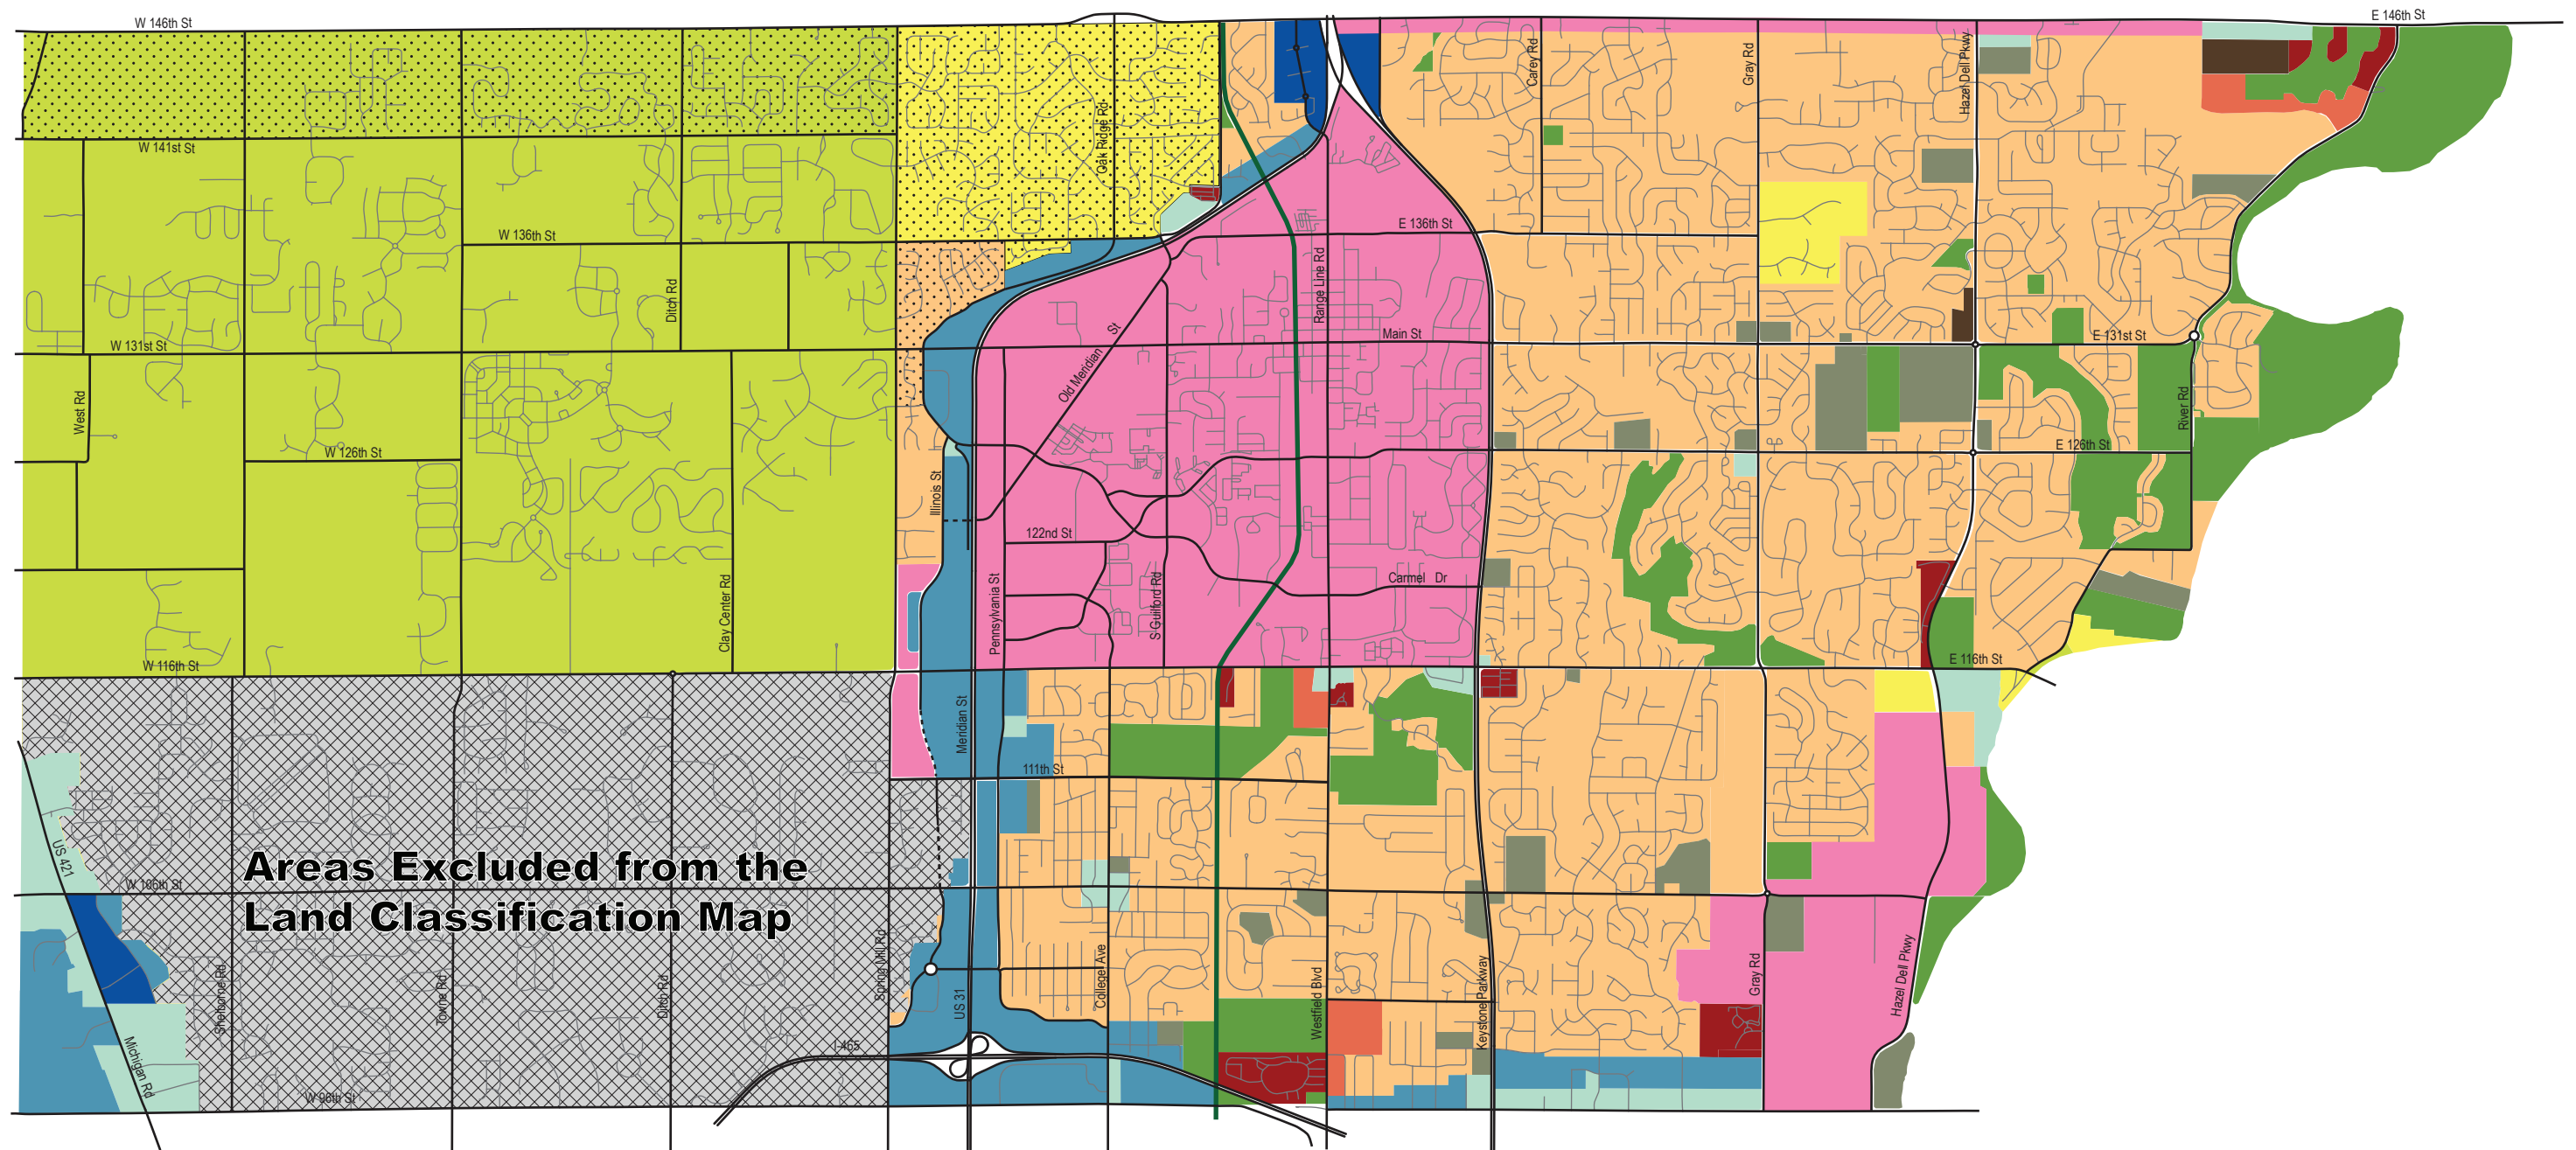 W 146th St
E 146th St
Carey Rd
Gray Rd
Hazel Dell Pkwy
Oak Ridge Rd
W 141st St
W 136th St
E 136th St
Ditch Rd
Range Line Rd
Old Meridian St
Main St
W 131st St
E 131st St
West Rd
River Rd
W 126th St
E 126th St
Illinois St
122nd St
Clay Center Rd
Pennsylvania St
S Guilford Rd
Carmel Dr
W 116th St
E 116th St
Meridian St
111th St
US 421
Areas Excluded from the
W 106th St
Land Classification Map
Shelborne Rd
Towne Rd
Ditch Rd
Spring Mill Rd
US 31
College Ave
Westfield Blvd
Keystone Parkway
Gray Rd
Hazel Dell Pkwy
I-465
Michigan Rd
W 96th St